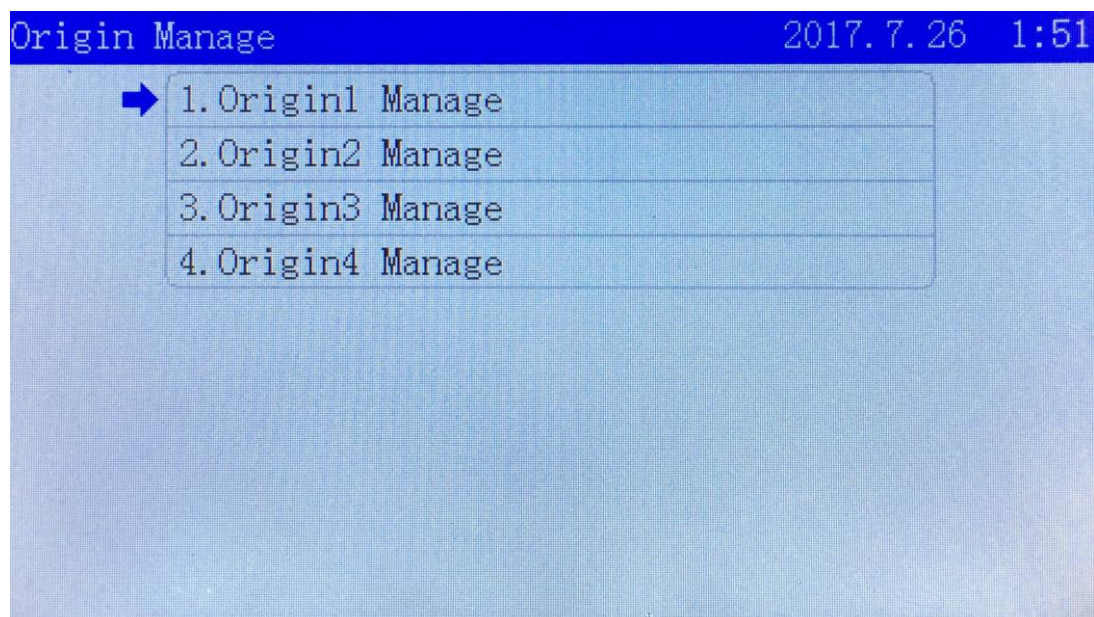 Origin Manage 2017.7.26 1:51
1.Origin1 Manage
2.Origin2 Manage
3.Origin3 Manage
4.Origin4 Manage